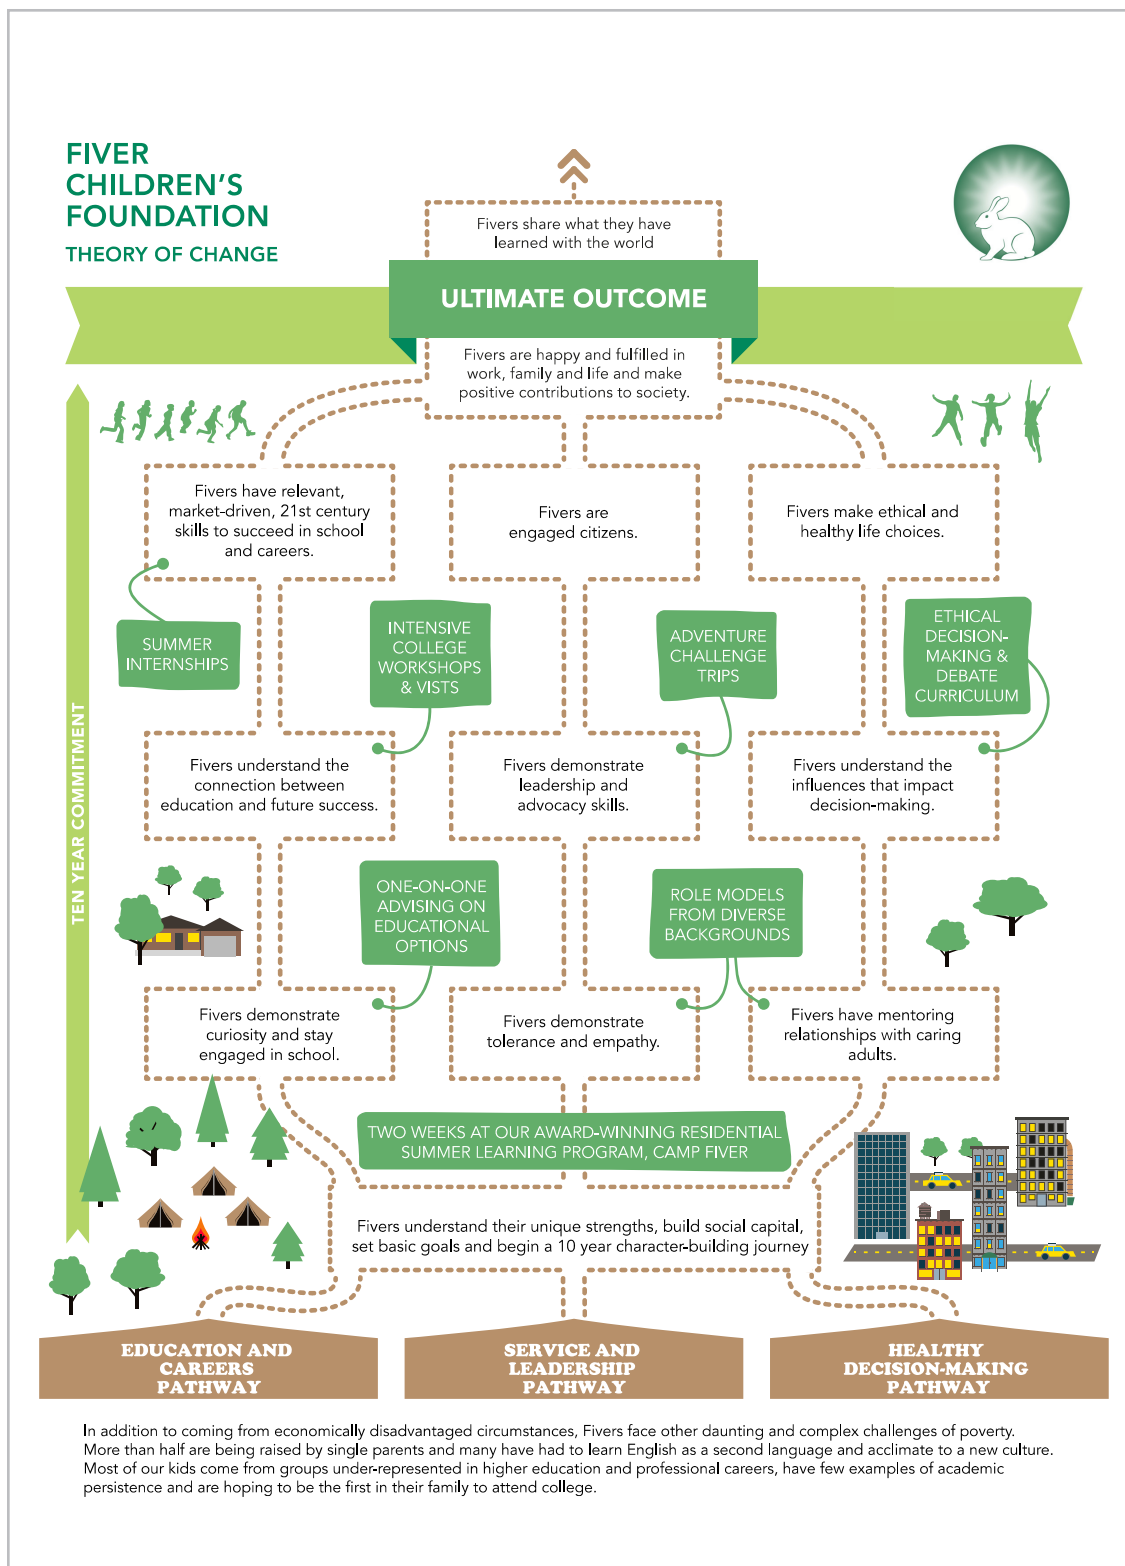 FIVER
CHILDREN'S
FOUNDATION
THEORY OF CHANGE
Fivers share what they have
learned with the world
ULTIMATE OUTCOME
Fivers are happy and fulfilled in
work, family and life and make
positive contributions to society.
Fivers have relevant,
market-driven, 21st century
skills to succeed in school
and careers.
Fivers are
engaged citizens.
Fivers make ethical and
healthy life choices.
SUMMER
INTERNSHIPS
INTENSIVE
COLLEGE
WORKSHOPS
& VISTS
ADVENTURE
CHALLENGE
TRIPS
ETHICAL
DECISION-
MAKING &
DEBATE
CURRICULUM
TEN YEAR COMMITMENT
Fivers understand the
connection between
education and future success.
Fivers demonstrate
leadership and
advocacy skills.
Fivers understand the
influences that impact
decision-making.
ONE-ON-ONE
ADVISING ON
EDUCATIONAL
OPTIONS
ROLE MODELS
FROM DIVERSE
BACKGROUNDS
Fivers demonstrate
curiosity and stay
engaged in school.
Fivers demonstrate
tolerance and empathy.
Fivers have mentoring
relationships with caring
adults.
TWO WEEKS AT OUR AWARD-WINNING RESIDENTIAL
SUMMER LEARNING PROGRAM, CAMP FIVER
Fivers understand their unique strengths, build social capital,
set basic goals and begin a 10 year character-building journey
EDUCATION AND
CAREERS
PATHWAY
SERVICE AND
LEADERSHIP
PATHWAY
HEALTHY
DECISION-MAKING
PATHWAY
In addition to coming from economically disadvantaged circumstances, Fivers face other daunting and complex challenges of poverty.
More than half are being raised by single parents and many have had to learn English as a second language and acclimate to a new culture.
Most of our kids come from groups under-represented in higher education and professional careers, have few examples of academic
persistence and are hoping to be the first in their family to attend college.